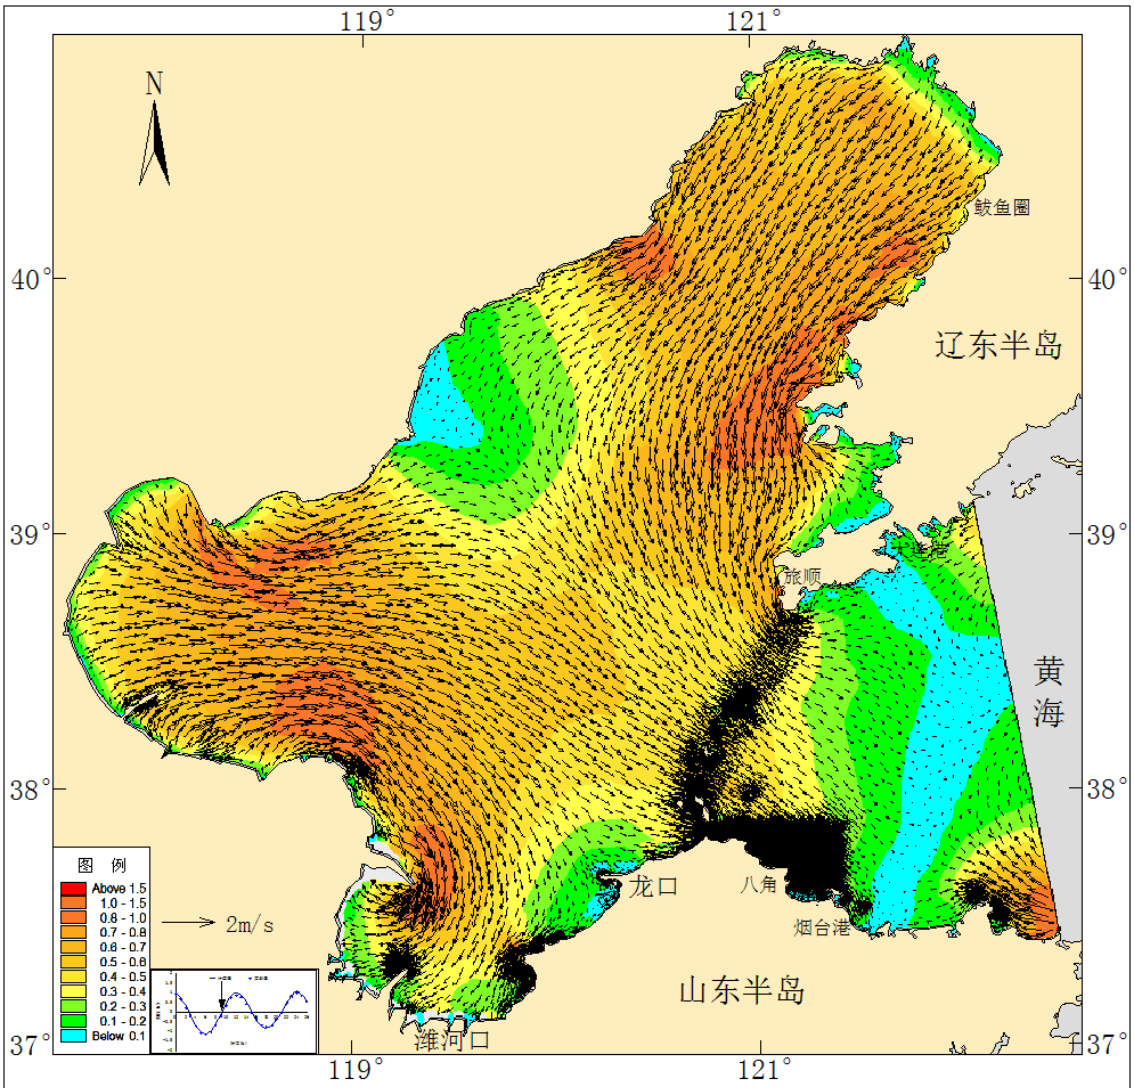 119°
121°
N
鲅鱼圈
40°
40°
辽东半岛
39°
39°
旅顺
黄
海
38°
38°
图 例
Above 1.5
1.0 - 1.5
0.8 - 1.0
0.7 - 0.8
0.6 - 0.7
0.5 - 0.6
0.4 - 0.5
0.3 - 0.4
0.2 - 0.3
0.1 - 0.2
Below 0.1
2m/s
龙口
八角
烟台港
山东半岛
潍河口
37°
37°
119°
121°